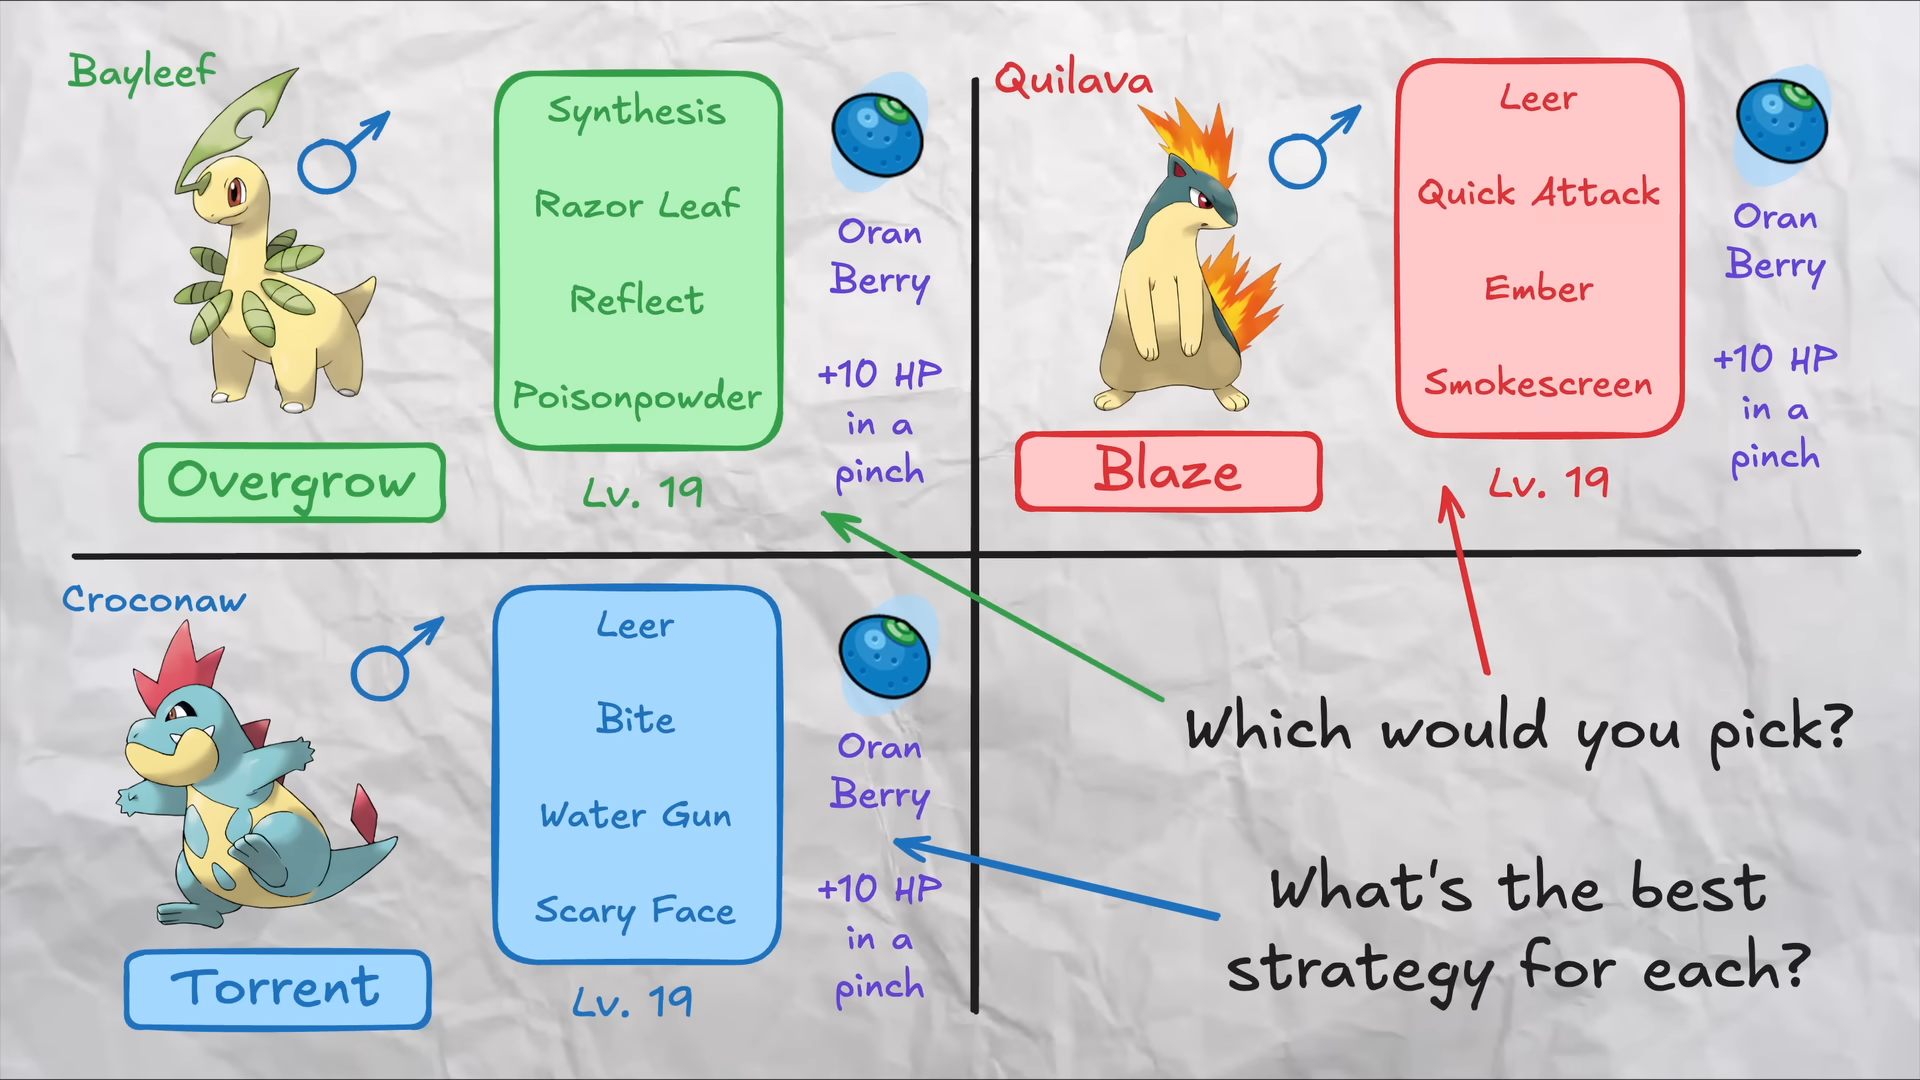 Bayleef
Synthesis
Razor Leaf
Reflect
Poisonpowder
Overgrow
Lv. 19
Oran
Berry
+10 HP
in a
pinch
Quilava
Leer
Quick Attack
Ember
Smokescreen
Blaze
Lv. 19
Oran
Berry
+10 HP
in a
pinch
Croconaw
Leer
Bite
Water Gun
Scary Face
Torrent
Lv. 19
Oran
Berry
+10 HP
in a
pinch
Which would you pick?
What's the best
strategy for each?